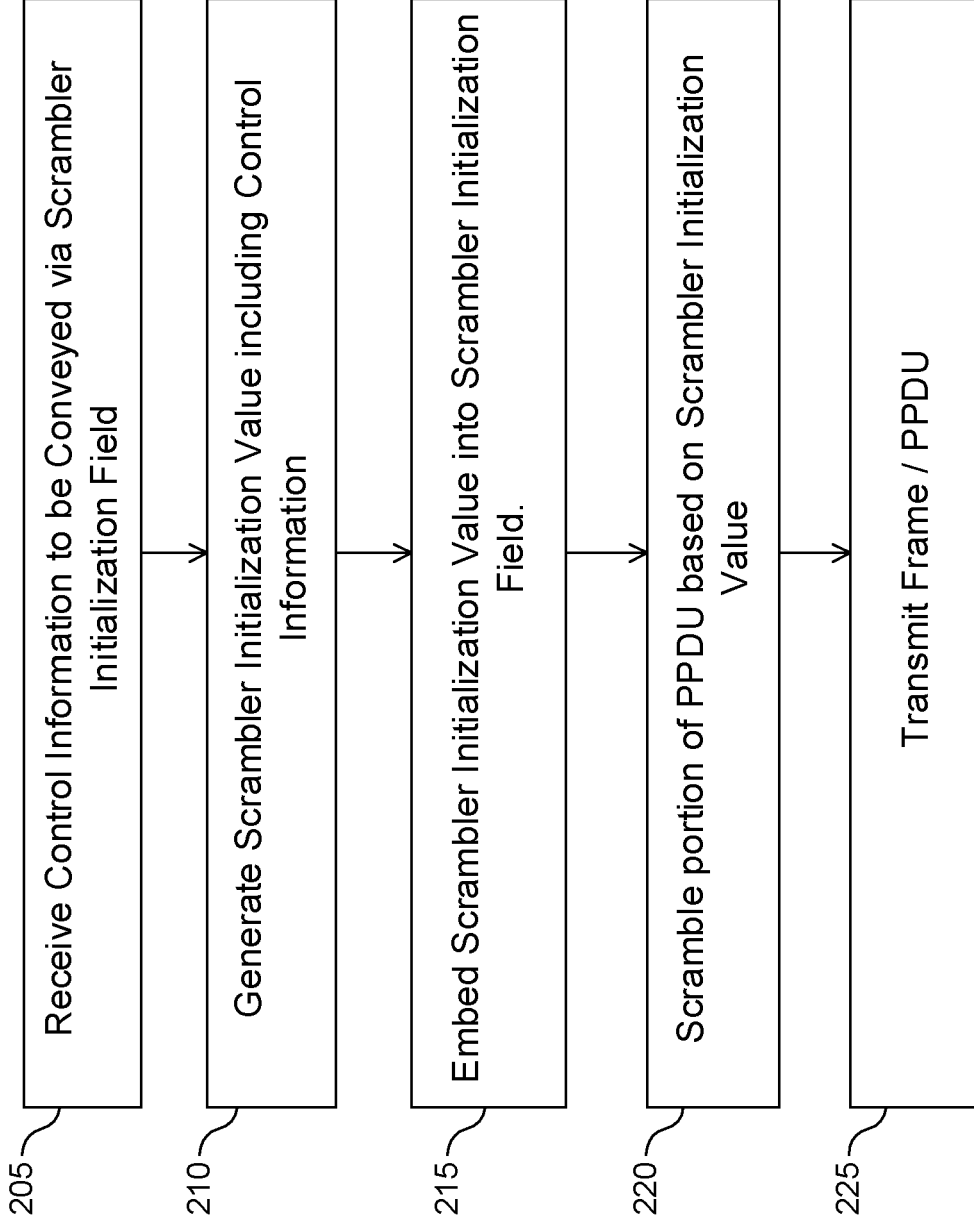 205
Receive Control Information to be Conveyed via Scrambler
Initialization Field
210
Generate Scrambler Initialization Value including Control
Information
215
Embed Scrambler Initialization Value into Scrambler Initialization
Field.
220
Scramble portion of PPDU based on Scrambler Initialization
Value
225
Transmit Frame / PPDU